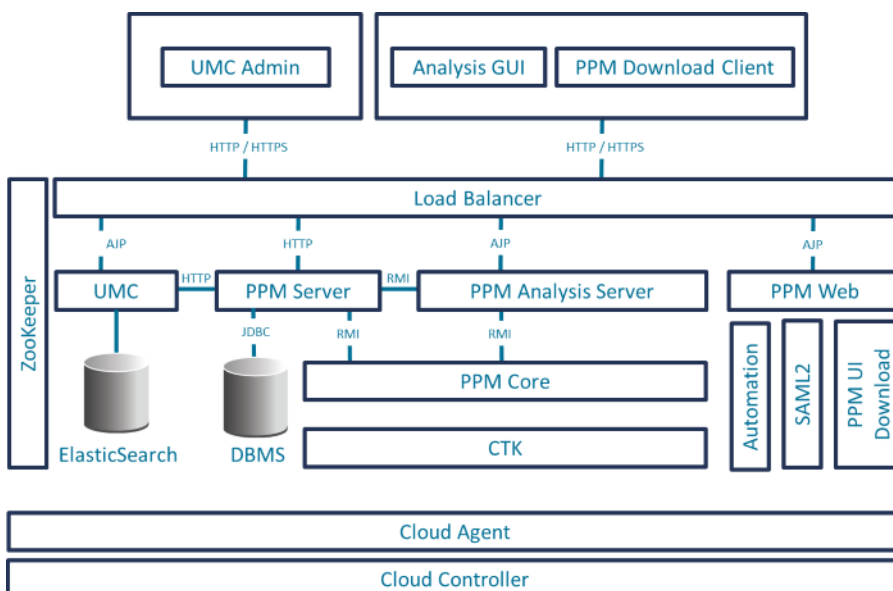 UMC Admin
Analysis GUI
PPM Download Client
HTTP / HTTPS
HTTP / HTTPS
ZooKeeper
Load Balancer
AJP
HTTP
AJP
AJP
UMC
HTTP
PPM Server
RMI
PPM Analysis Server
PPM Web
JDBC
RMI
RMI
PPM Core
ElasticSearch
DBMS
CTK
Automation
SAML2
PPM UI
Download
Cloud Agent
Cloud Controller